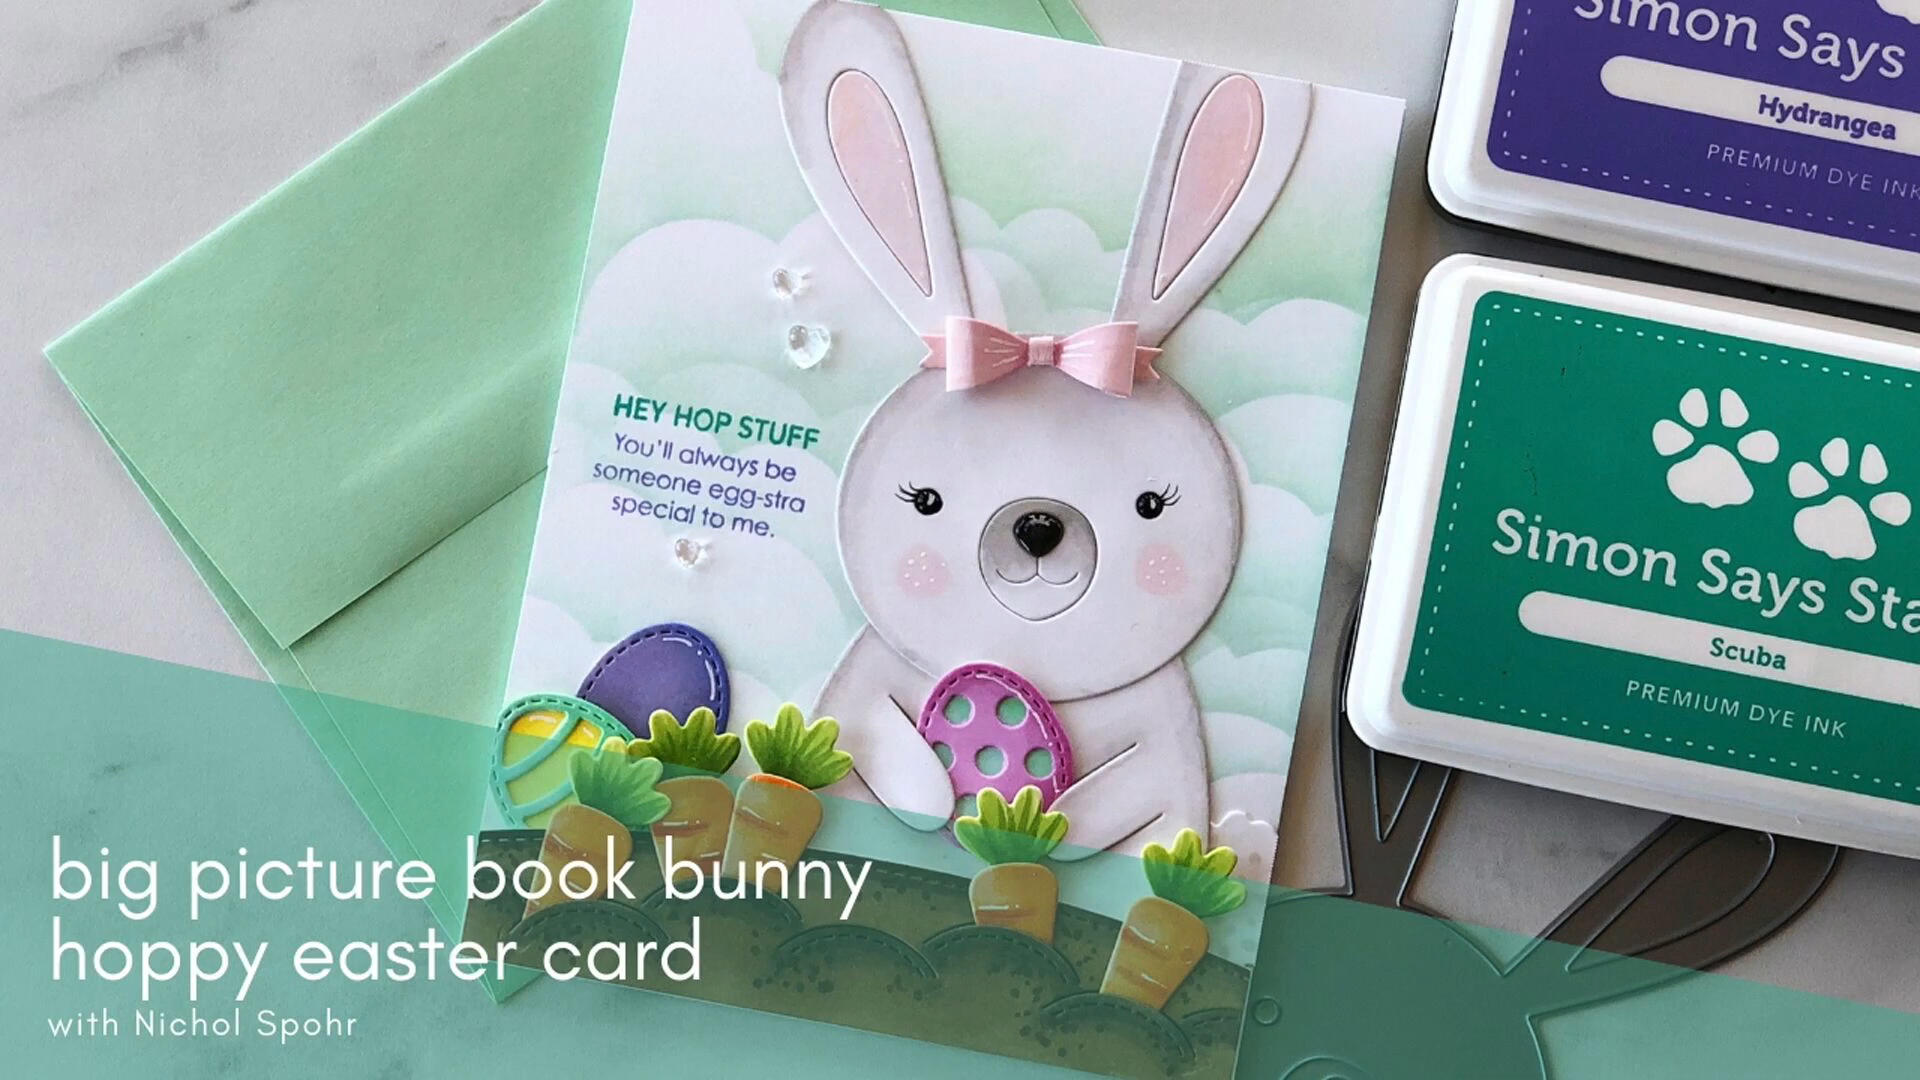 Simon Says
Hydrangea
PREMIUM DYE INK
HEY HOP STUFF
You'll always be
someone egg-stra
special to me.
Simon Says Sta
Scuba
PREMIUM DYE INK
big picture book bunny
hoppy easter card
with Nichol Spohr